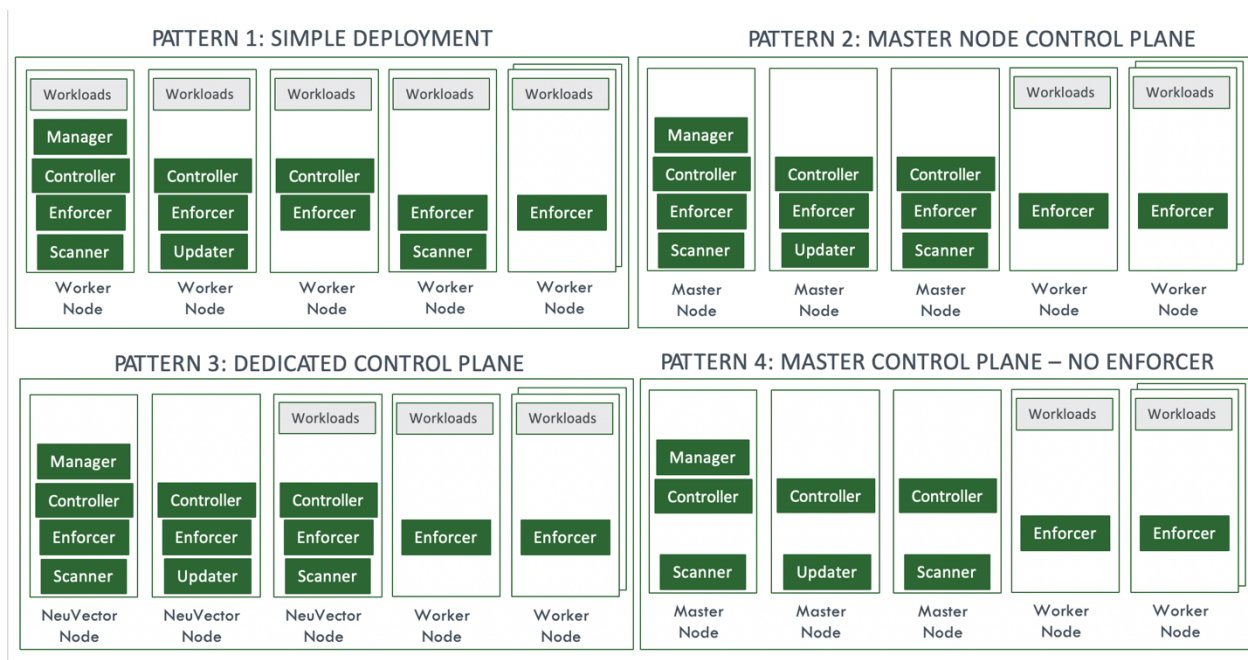 PATTERN 1: SIMPLE DEPLOYMENT
Workloads
Manager
Controller
Enforcer
Scanner
Worker
Node
Workloads
Controller
Enforcer
Updater
Worker
Node
Workloads
Controller
Enforcer
Worker
Node
Workloads
Enforcer
Scanner
Worker
Node
Workloads
Enforcer
Worker
Node
PATTERN 2: MASTER NODE CONTROL PLANE
Manager
Controller
Enforcer
Scanner
Master
Node
Controller
Enforcer
Updater
Master
Node
Controller
Enforcer
Scanner
Master
Node
Workloads
Enforcer
Worker
Node
Workloads
Enforcer
Worker
Node
PATTERN 3: DEDICATED CONTROL PLANE
Manager
Controller
Enforcer
Scanner
NeuVector
Node
Controller
Enforcer
Updater
NeuVector
Node
Workloads
Controller
Enforcer
Scanner
NeuVector
Node
Workloads
Enforcer
Worker
Node
Workloads
Enforcer
Worker
Node
PATTERN 4: MASTER CONTROL PLANE – NO ENFORCER
Manager
Controller
Scanner
Master
Node
Controller
Updater
Master
Node
Controller
Scanner
Master
Node
Workloads
Enforcer
Worker
Node
Workloads
Enforcer
Worker
Node